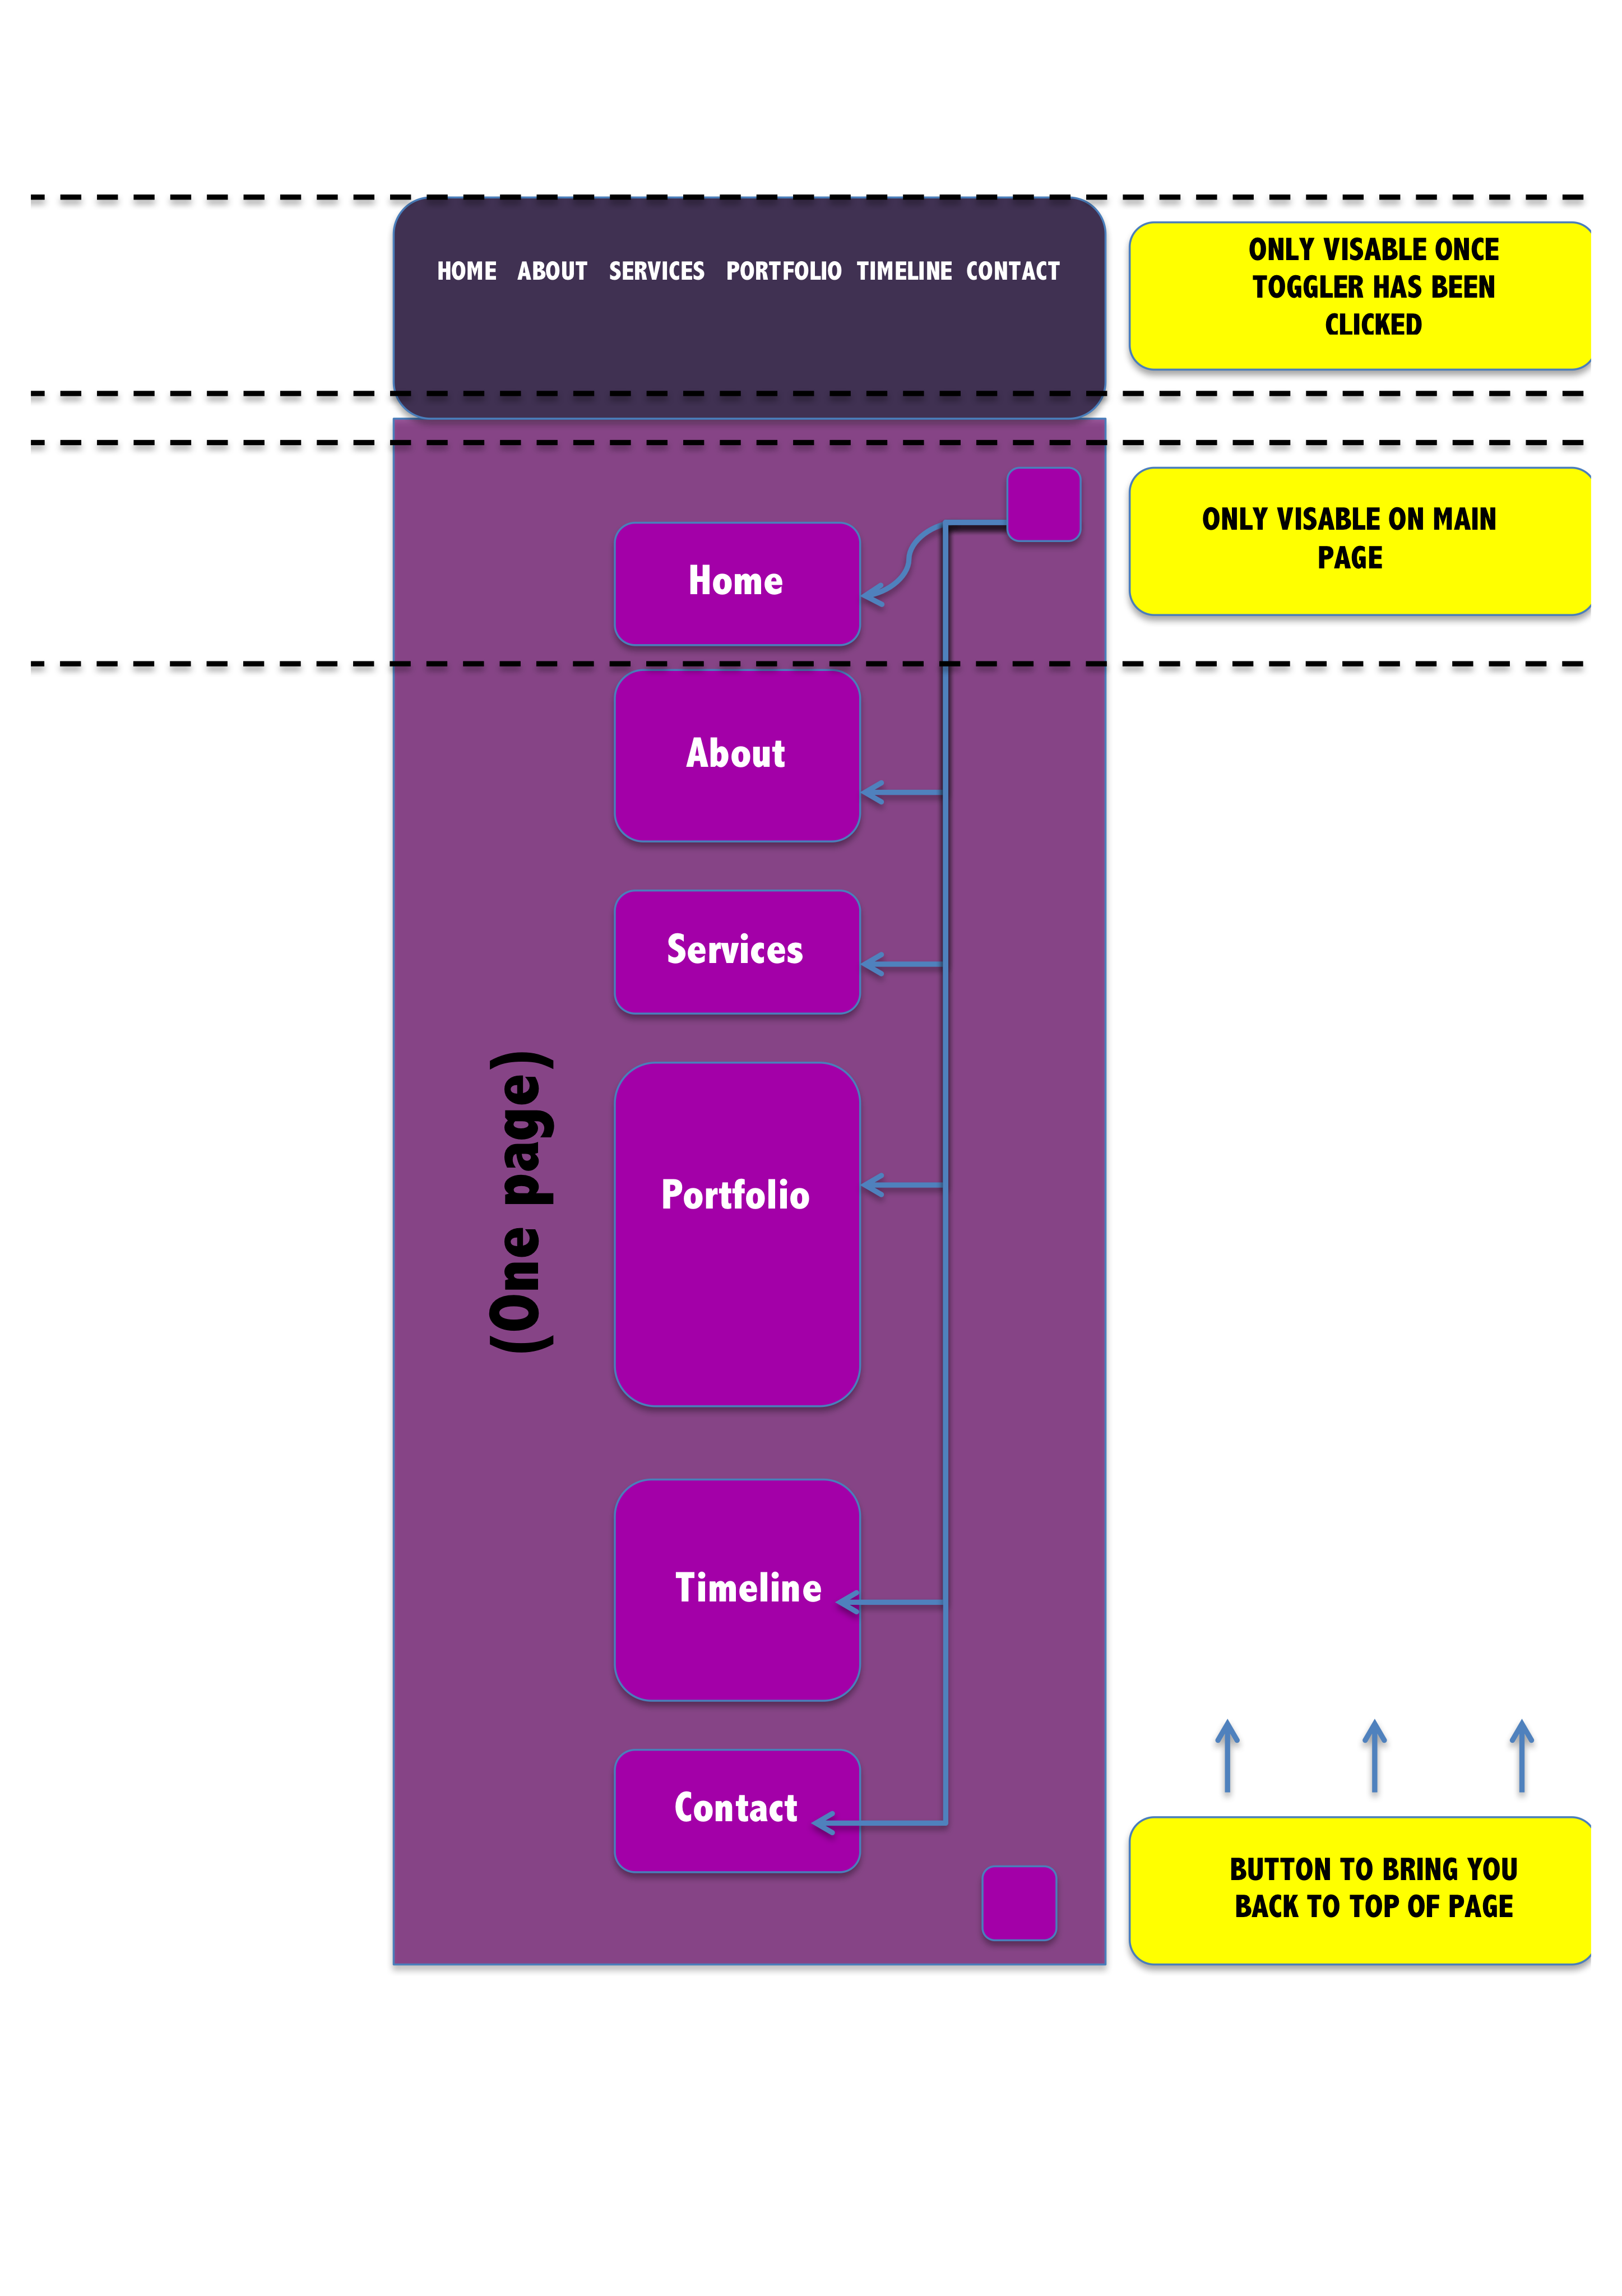 HOME ABOUT SERVICES PORTFOLIO TIMELINE CONTACT
ONLY VISABLE ONCE
TOGGLER HAS BEEN
CLICKED
ONLY VISABLE ON MAIN
PAGE
Home
About
Services
(One page)
Portfolio
Timeline
Contact
BUTTON TO BRING YOU
BACK TO TOP OF PAGE